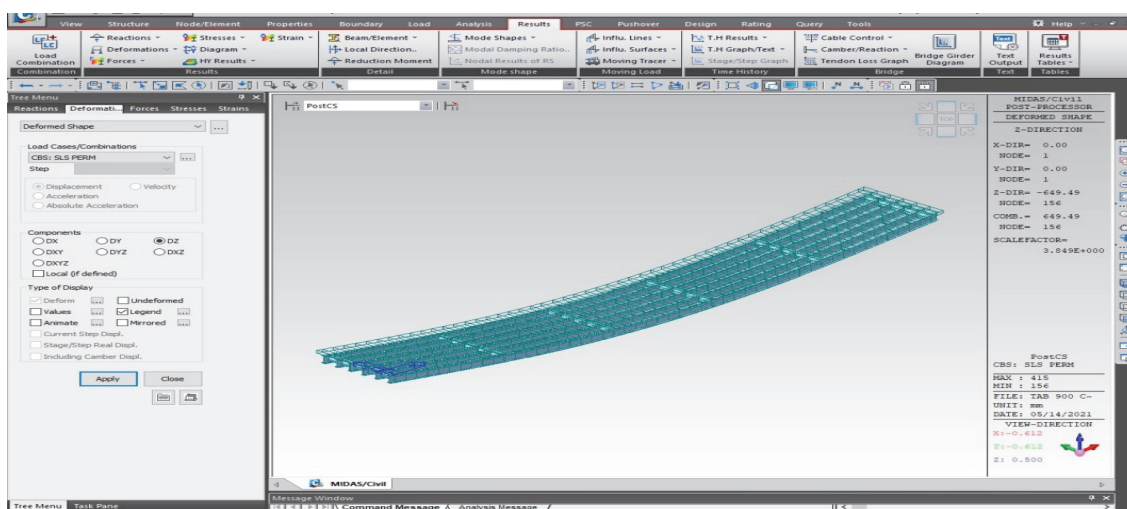 View Structure Node/Element Properties Boundary Load Analysis Results PSC Pushover Design Rating Query Tools Help
Load Combination
Reactions Stresses Strain Beam/Element Mode Shapes Influ. Lines T.H Results Cable Control
Deformations Diagram Local Direction.. Modal Damping Ratio.. Influ. Surfaces T.H Graph/Text Camber/Reaction
Forces HY Results Reduction Moment Nodal Results of RS Moving Tracer Stage/Step Graph Tendon Loss Graph
Bridge Girder Diagram
Text Output
Results Tables
Combination Results Detail Mode shape Moving Load Time History Bridge Text Tables
Tree Menu
Reactions Deformati... Forces Stresses Strains
Deformed Shape ...
Load Cases/Combinations
CBS: SLS PERM ...
Step
Displacement Velocity
Acceleration
Absolute Acceleration
Components
DX DY DZ
DXY DYZ DXZ
DXYZ
Local (if defined)
Type of Display
Deform ... Undeformed
Values ... Legend ...
Animate ... Mirrored ...
Current Step Displ.
Stage/Step Real Displ.
Including Camber Displ.
Apply Close
Tree Menu Task Pane
PostCS
TOP
MIDAS/Civil
Message Window
Command Message Analysis Message
MIDAS/Civil
POST-PROCESSOR
DEFORMED SHAPE
Z-DIRECTION
X-DIR= 0.00
NODE= 1
Y-DIR= 0.00
NODE= 1
Z-DIR= -649.49
NODE= 156
COMB.= 649.49
NODE= 156
SCALEFACTOR=
3.849E+000
PostCS
CBS: SLS PERM
MAX : 415
MIN : 156
FILE: TAB 900 C~
UNIT: mm
DATE: 05/14/2021
VIEW-DIRECTION
X:-0.612
Y:-0.612
Z: 0.500